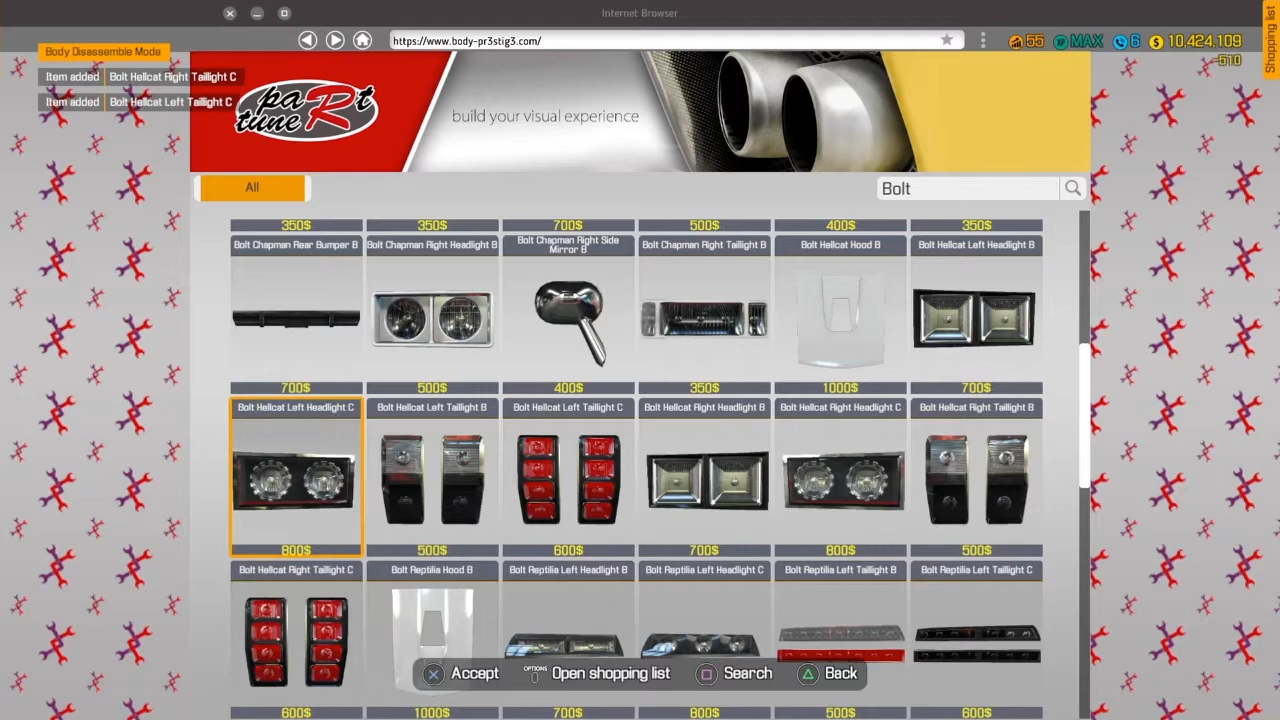 Internet Browser
Shopping list
https://www.body-pr3stig3.com/
55
XP MAX
6
$ 10,424,109
-510
Body Disassemble Mode
Item added Bolt Hellcat Right Taillight C
Item added Bolt Hellcat Left Taillight C
paRt
tune
build your visual experience
All
Bolt
350$ 350$ 700$ 500$ 400$ 350$
Bolt Chapman Rear Bumper B
Bolt Chapman Right Headlight B
Bolt Chapman Right Side
Mirror B
Bolt Chapman Right Taillight B
Bolt Hellcat Hood B
Bolt Hellcat Left Headlight B
700$ 500$ 400$ 350$ 1000$ 700$
Bolt Hellcat Left Headlight C
Bolt Hellcat Left Taillight B
Bolt Hellcat Left Taillight C
Bolt Hellcat Right Headlight B
Bolt Hellcat Right Headlight C
Bolt Hellcat Right Taillight B
800$ 500$ 600$ 700$ 800$ 500$
Bolt Hellcat Right Taillight C
Bolt Reptilia Hood B
Bolt Reptilia Left Headlight B
Bolt Reptilia Left Headlight C
Bolt Reptilia Left Taillight B
Bolt Reptilia Left Taillight C
Accept
OPTIONS
Open shopping list
Search
Back
600$ 1000$ 700$ 800$ 500$ 600$